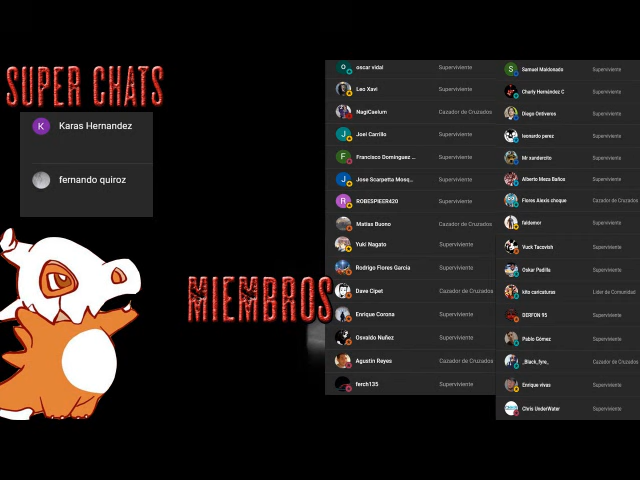 SUPER CHATS
K Karas Hernandez
fernando quiroz
MIEMBROS
o oscar vidal Superviviente
Leo Xavi Superviviente
NagiCaelum Cazador de Cruzados
J Joel Carrillo Superviviente
F Francisco Dominguez ... Superviviente
J Jose Scarpetta Mosq... Superviviente
R ROBESPIEER420 Superviviente
Matias Buono Cazador de Cruzados
Yuki Nagato Superviviente
Rodrigo Flores Garcia Superviviente
Dave Cipet Cazador de Cruzados
Enrique Corona Superviviente
Osvaldo Nuñez Superviviente
Agustin Reyes Cazador de Cruzados
ferch135 Superviviente
S Samuel Maldonado Superviviente
Charly Hernández C Superviviente
Diego Ontiveros Superviviente
leonardo perez Superviviente
Mr xandercito Superviviente
Alberto Meza Baños Superviviente
Flores Alexis choque Cazador de Cruzados
faldemor Superviviente
Yuck Tacovish Superviviente
Oskar Padilla Superviviente
kito caricaturas Líder de Comunidad
DERFON 95 Superviviente
Pablo Gómez Superviviente
_Black_fyre_ Cazador de Cruzados
Enrique vivas Superviviente
Chris UnderWater Superviviente